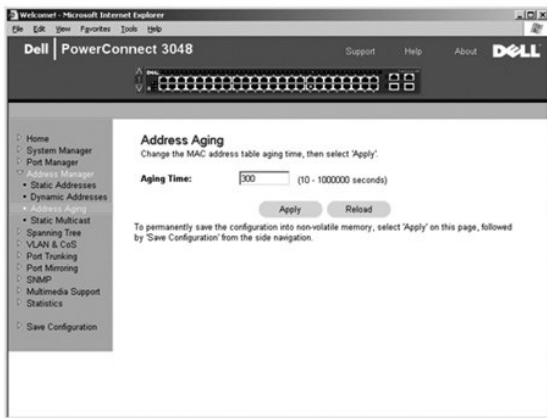 Welcome! - Microsoft Internet Explorer
File Edit View Favorites Tools Help
Dell | PowerConnect 3048
Support Help About DELL
Home
System Manager
Port Manager
Address Manager
Static Addresses
Dynamic Addresses
Address Aging
Static Multicast
Spanning Tree
VLAN & CoS
Port Trunking
Port Mirroring
SNMP
Multimedia Support
Statistics
Save Configuration
Address Aging
Change the MAC address table aging time, then select 'Apply'.
Aging Time: 300 (10 - 1000000 seconds)
Apply Reload
To permanently save the configuration into non-volatile memory, select 'Apply' on this page, followed
by 'Save Configuration' from the side navigation.